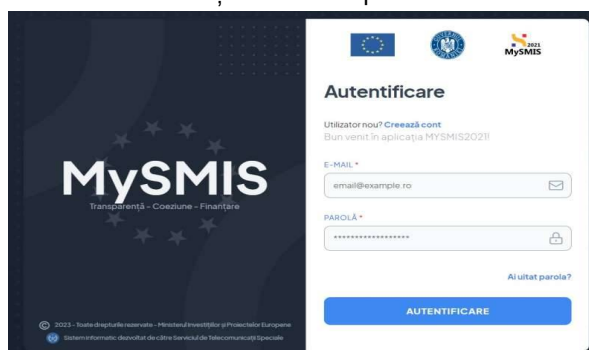 MySMIS
Transparență - Coeziune - Finanțare
© 2023 - Toate drepturile rezervate - Ministerul Investițiilor și Proiectelor Europene
Sistem informatic dezvoltat de către Serviciul de Telecomunicații Speciale
2021
MySMIS
Autentificare
Utilizator nou? Creează cont
Bun venit în aplicația MYSMIS2021!
E-MAIL *
email@example.ro
PAROLĂ *
******************
Ai uitat parola?
AUTENTIFICARE